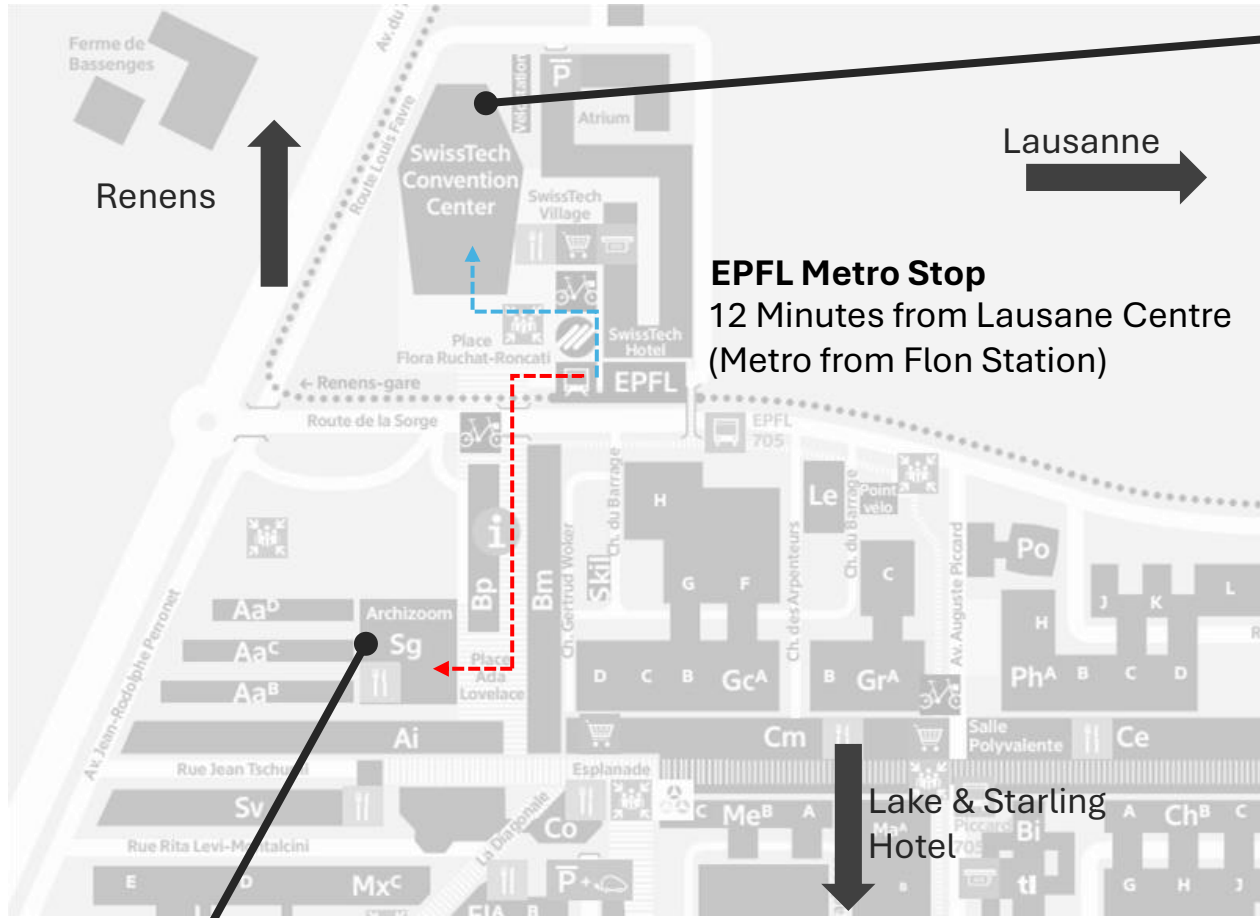 Ferme de
Bassenges
Av. du
Route Louis Favre
Vélostation
P
Atrium
Renens
SwissTech
Convention
Center
SwissTech
Village
Lausanne
EPFL Metro Stop
12 Minutes from Lausane Centre
(Metro from Flon Station)
Place
Flora Ruchat-Roncati
SwissTech
Hotel
← Renens-gare
EPFL
Route de la Sorge
EPFL
705
H
Ch. du Barrage
Le
Point
vélo
Ch. du Barrage
i
Bp
Bm
Ch. Gertrud Woker
Skil
G
F
Ch. des Arpenteurs
C
Av. Auguste Piccard
Po
J
K
L
H
Av. Jean-Rodolphe Perronet
Aa D
Archizoom
Sg
Aa C
Aa B
Place
Ada
Lovelace
D
C
B
Gc A
B
Gr A
Ph A
B
C
D
Ai
Cm
Salle
Polyvalente
Ce
Rue Jean Tschumi
Esplanade
Sv
La Diagonale
Co
C
Me B
A
Lake & Starling
Hotel
Ma A
Piccard
705
Bi
A
Ch B
C
Rue Rita Levi-Montalcini
E
D
Mx C
P+
B
tl
G
H
J
B